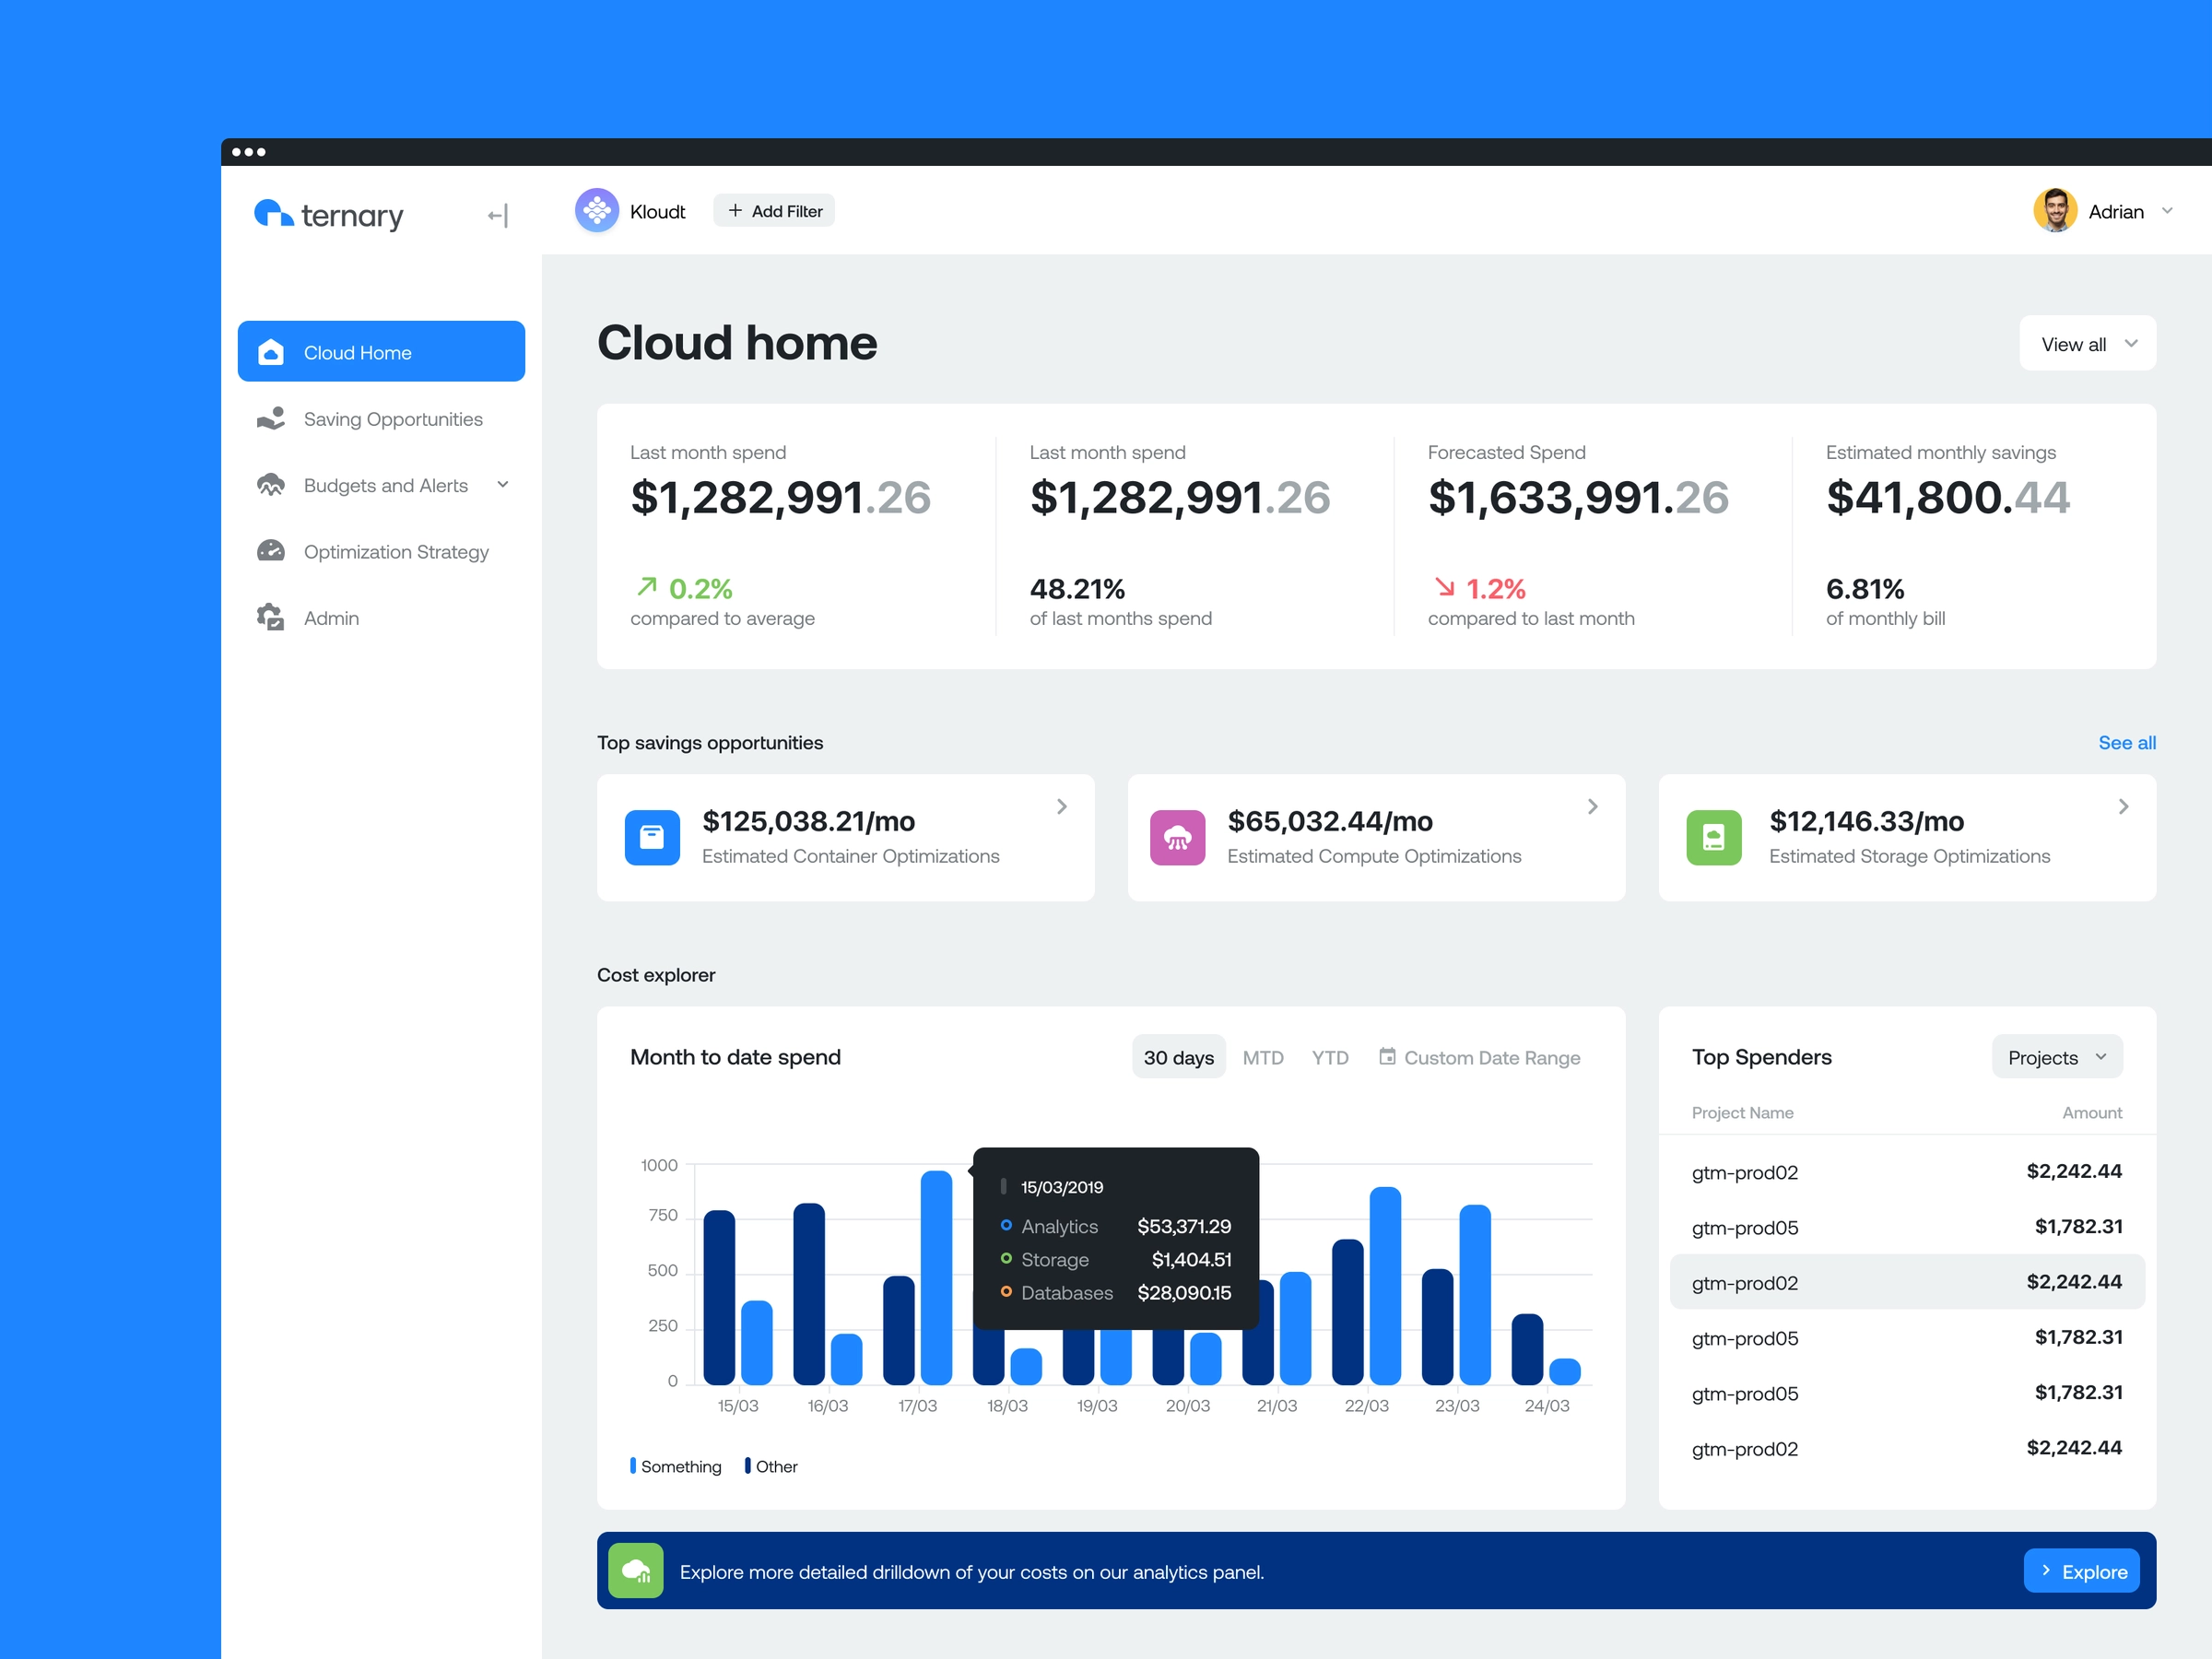 ternary
Kloudt
+ Add Filter
Adrian
Cloud Home
Saving Opportunities
Budgets and Alerts
Optimization Strategy
Admin
Cloud home
View all
Last month spend
$1,282,991.26
0.2%
compared to average
Last month spend
$1,282,991.26
48.21%
of last months spend
Forecasted Spend
$1,633,991.26
1.2%
compared to last month
Estimated monthly savings
$41,800.44
6.81%
of monthly bill
Top savings opportunities
See all
$125,038.21/mo
Estimated Container Optimizations
$65,032.44/mo
Estimated Compute Optimizations
$12,146.33/mo
Estimated Storage Optimizations
Cost explorer
Month to date spend
30 days
MTD
YTD
Custom Date Range
1000
750
500
250
0
15/03/2019
Analytics $53,371.29
Storage $1,404.51
Databases $28,090.15
15/03 16/03 17/03 18/03 19/03 20/03 21/03 22/03 23/03 24/03
Something Other
Top Spenders
Projects
Project Name Amount
gtm-prod02 $2,242.44
gtm-prod05 $1,782.31
gtm-prod02 $2,242.44
gtm-prod05 $1,782.31
gtm-prod05 $1,782.31
gtm-prod02 $2,242.44
Explore more detailed drilldown of your costs on our analytics panel.
Explore